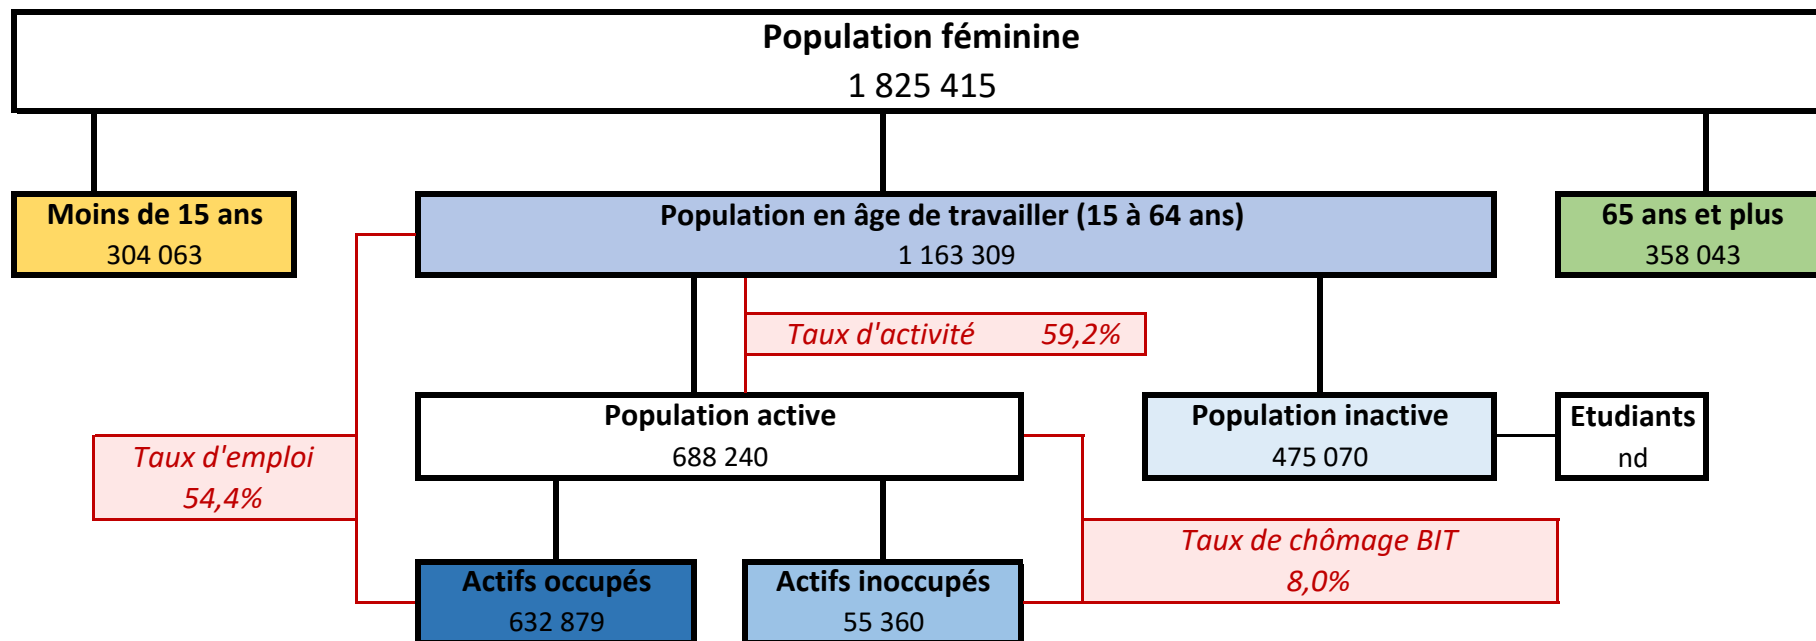 Population féminine
1 825 415
Moins de 15 ans
304 063
Population en âge de travailler (15 à 64 ans)
1 163 309
65 ans et plus
358 043
Taux d'activité 59,2%
Population active
688 240
Population inactive
475 070
Etudiants
nd
Taux d'emploi
54,4%
Taux de chômage BIT
8,0%
Actifs occupés
632 879
Actifs inoccupés
55 360